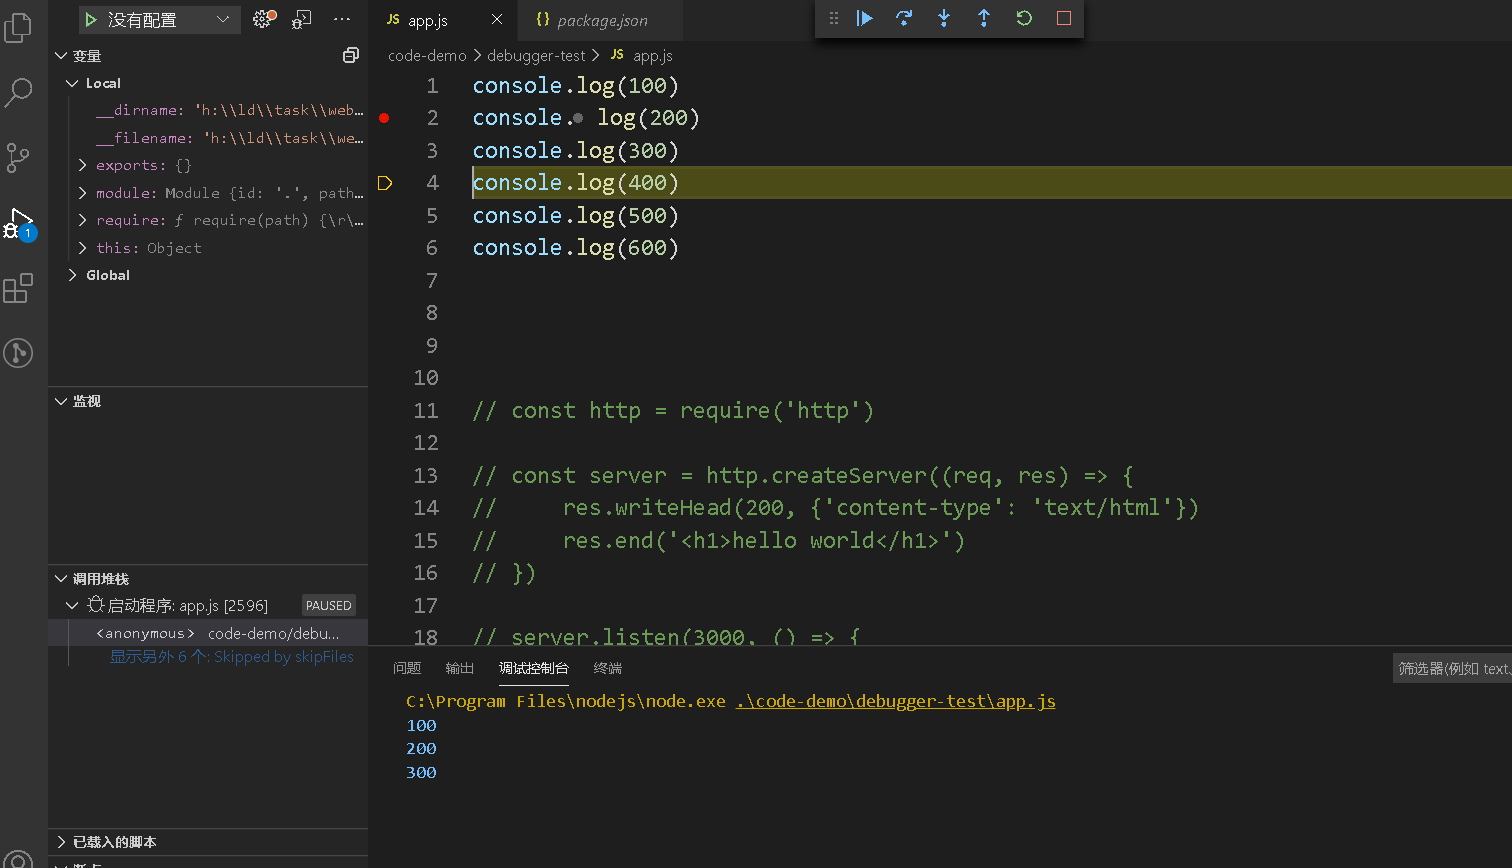 没有配置
变量
Local
__dirname: 'h:\\ld\\task\\web…
__filename: 'h:\\ld\\task\\we…
exports: {}
module: Module {id: '.', path…
require: ƒ require(path) {\r\…
this: Object
Global
监视
调用堆栈
启动程序: app.js [2596] PAUSED
<anonymous> code-demo/debu...
显示另外 6 个: Skipped by skipFiles
已载入的脚本
1
JS app.js {} package.json
code-demo > debugger-test > JS app.js
1 console.log(100)
2 console. log(200)
3 console.log(300)
4 console.log(400)
5 console.log(500)
6 console.log(600)
7
8
9
10
11 // const http = require('http')
12
13 // const server = http.createServer((req, res) => {
14 //     res.writeHead(200, {'content-type': 'text/html'})
15 //     res.end('<h1>hello world</h1>')
16 // })
17
18 // server.listen(3000, () => {
问题 输出 调试控制台 终端 筛选器(例如 text、
C:\Program Files\nodejs\node.exe .\code-demo\debugger-test\app.js
100
200
300